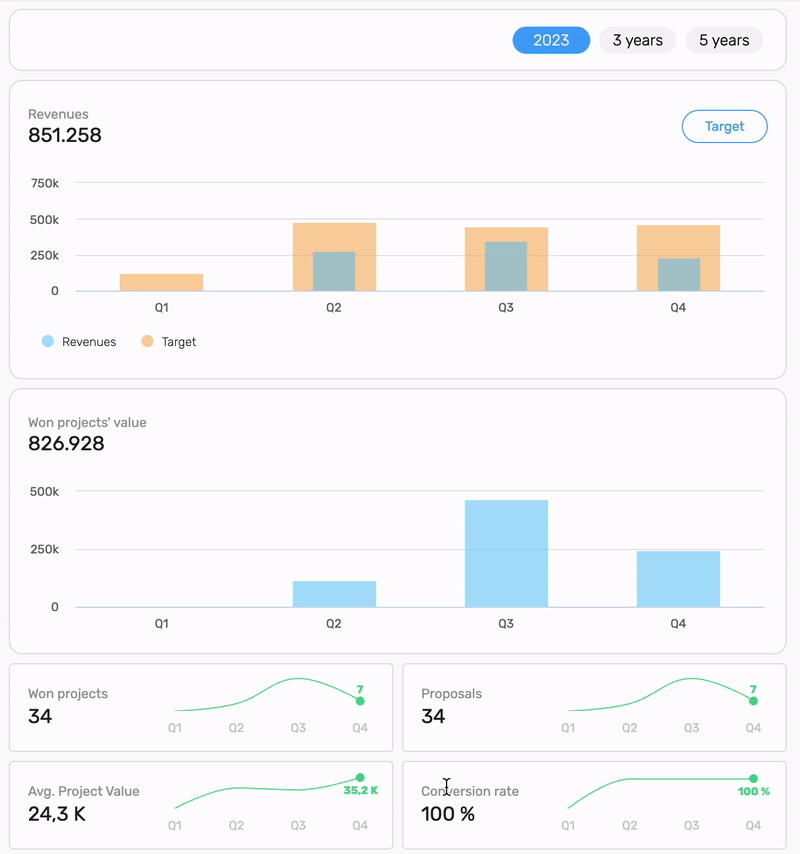 2023 3 years 5 years
Revenues
851.258
Target
750k
500k
250k
0
Q1 Q2 Q3 Q4
Revenues Target
Won projects' value
826.928
500k
250k
0
Q1 Q2 Q3 Q4
Won projects
34
7
Q1 Q2 Q3 Q4
Proposals
34
7
Q1 Q2 Q3 Q4
Avg. Project Value
24,3 K
35,2 K
Q1 Q2 Q3 Q4
Conversion rate
100 %
100 %
Q1 Q2 Q3 Q4